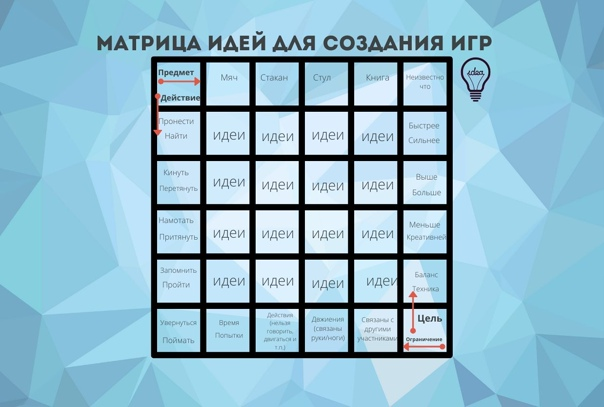 МАТРИЦА ИДЕЙ ДЛЯ СОЗДАНИЯ ИГР
Предмет
Действие
Мяч
Стакан
Стул
Книга
Неизвестно
что
idea
Пронести
Найти
идеи
идеи
идеи
идеи
Быстрее
Сильнее
Кинуть
Перетянуть
идеи
идеи
идеи
идеи
Выше
Больше
Намотать
Притянуть
идеи
идеи
идеи
идеи
Меньше
Креативней
Запомнить
Пройти
идеи
идеи
идеи
идеи
Баланс
Техника
Увернуться
Поймать
Время
Попытки
Действия
(нельзя
говорить,
двигаться и
т.п.)
Движения
(связаны
руки/ноги)
Связаны с
другими
участниками
Цель
Ограничения